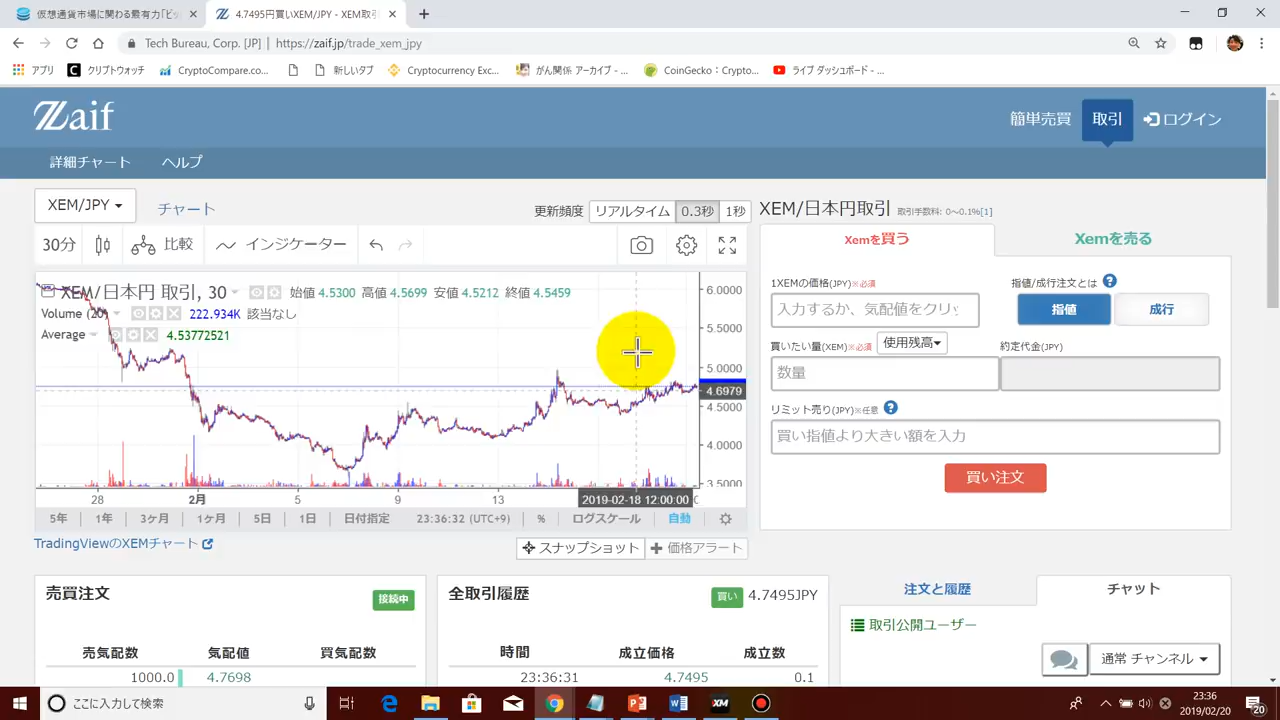 仮想通貨市場に関わる最有力「ビッ
4.7495円買いXEM/JPY - XEM取引
Tech Bureau, Corp. [JP] | https://zaif.jp/trade_xem_jpy
アプリ クリプトウォッチ CryptoCompare.co... 新しいタブ Cryptocurrency Exc... がん関係 アーカイブ - ... CoinGecko : Crypto... ライブ ダッシュボード - ...
Zaif
簡単売買 取引 ログイン
詳細チャート ヘルプ
XEM/JPY チャート
更新頻度 リアルタイム 0.3秒 1秒
30分 比較 インジケーター
XEM/日本円 取引, 30 始値 4.5300 高値 4.5699 安値 4.5212 終値 4.5459
Volume (20) 222.934K 該当なし
Average 4.53772521
6.0000
5.5000
5.0000
4.6979
4.5000
4.0000
3.5000
28 2月 5 9 13 2019-02-18 12:00:00
5年 1年 3ヶ月 1ヶ月 5日 1日 日付指定 23:36:32 (UTC+9) % ログスケール 自動
TradingViewのXEMチャート
スナップショット 価格アラート
XEM/日本円取引 取引手数料: 0~0.1%[1]
Xemを買う Xemを売る
1XEMの価格(JPY)※必須 指値/成行注文とは
入力するか、気配値をクリッ 指値 成行
買いたい量(XEM)※必須 使用残高 約定代金(JPY)
数量
リミット売り(JPY)※任意
買い指値より大きい額を入力
買い注文
売買注文 接続中
売気配数 気配値 買気配数
1000.0 4.7698
全取引履歴 買い 4.7495JPY
時間 成立価格 成立数
23:36:31 4.7495 0.1
注文と履歴 チャット
取引公開ユーザー
通常 チャンネル
ここに入力して検索
XM
23:36
2019/02/20
20